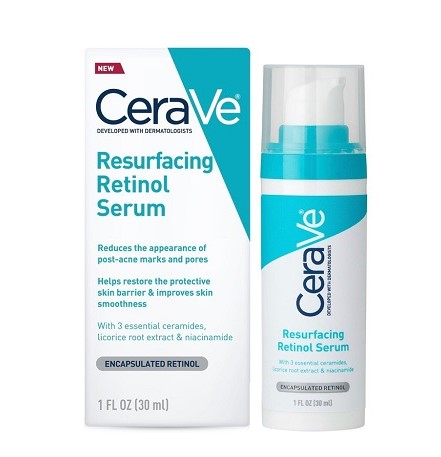 NEW
CeraVe
DEVELOPED WITH DERMATOLOGISTS
Resurfacing
Retinol
Serum
Reduces the appearance of
post-acne marks and pores
Helps restore the protective
skin barrier & improves skin
smoothness
With 3 essential ceramides,
licorice root extract & niacinamide
ENCAPSULATED RETINOL
1 FL OZ (30 ml)
CeraVe
DEVELOPED WITH DERMATOLOGISTS
Resurfacing
Retinol Serum
With 3 essential ceramides,
licorice root extract & niacinamide
ENCAPSULATED RETINOL
1 FL OZ (30 ml)